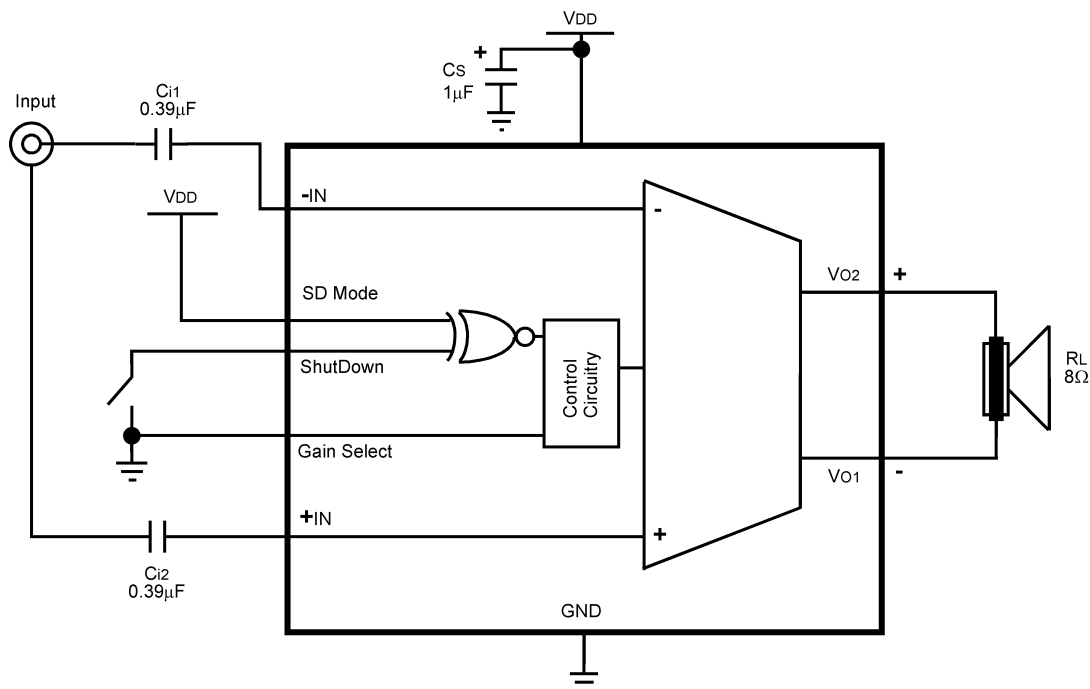 VDD
+
CS
1μF
Ci1
0.39μF
Input
VDD
-IN
-
SD Mode
VO2
+
ShutDown
Control
Circuitry
RL
8Ω
Gain Select
VO1
-
+IN
+
Ci2
0.39μF
GND